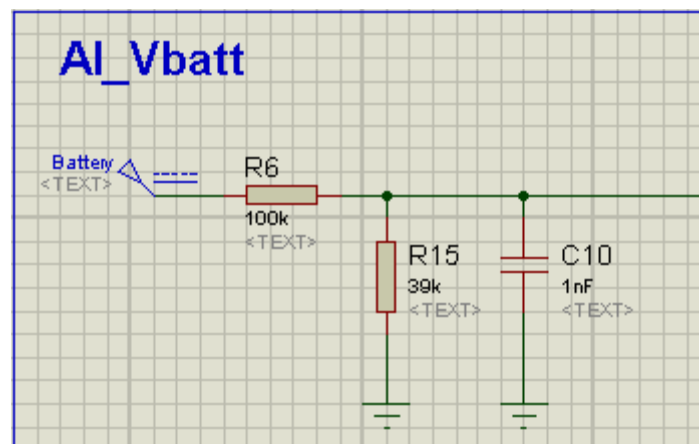 AI_Vbatt
Battery
<TEXT>
R6
100k
<TEXT>
R15
39k
<TEXT>
C10
1nF
<TEXT>